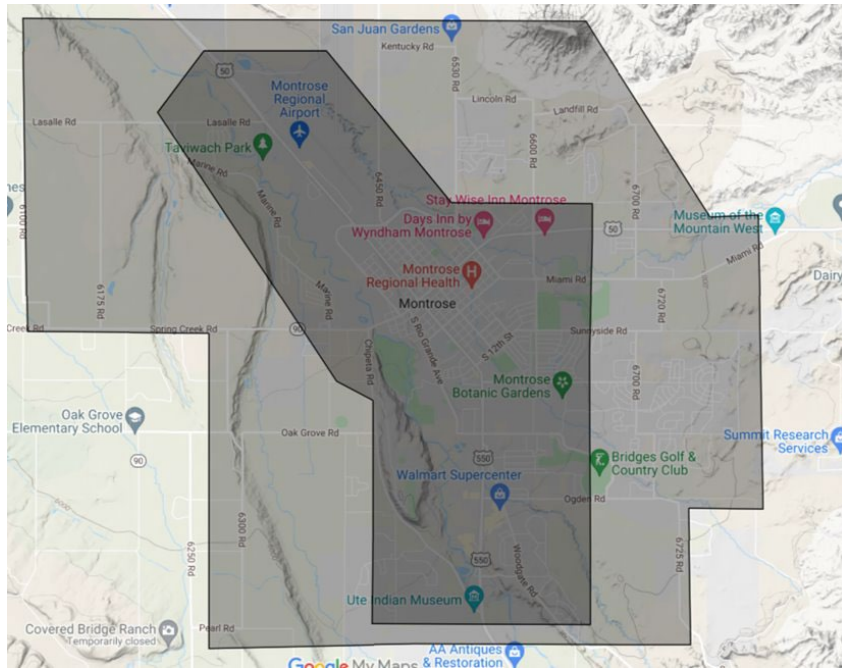 San Juan Gardens
Kentucky Rd
50
Montrose
Regional
Airport
6530 Rd
Lincoln Rd
Landfill Rd
Lasalle Rd
Lasalle Rd
Taviwach Park
Marine Rd
6600 Rd
6450 Rd
6100 Rd
Marine Rd
Stay Wise Inn Montrose
Days Inn by
Wyndham Montrose
6700 Rd
50
Museum of the
Mountain West
Miami Rd
Montrose
Regional Health
Miami Rd
Dairy
Marine Rd
6175 Rd
Montrose
6720 Rd
Creek Rd
Spring Creek Rd
90
S Rio Grande Ave
S 12th St
Sunnyside Rd
Chipeta Rd
6700 Rd
Montrose
Botanic Gardens
Oak Grove
Elementary School
Oak Grove Rd
90
550
Bridges Golf &
Country Club
Summit Research
Services
Walmart Supercenter
Ogden Rd
6000
6250 Rd
6300 Rd
550
Woodgate Rd
6725 Rd
Ute Indian Museum
Covered Bridge Ranch
Temporarily closed
Pearl Rd
Google My Maps
AA Antiques
& Restoration